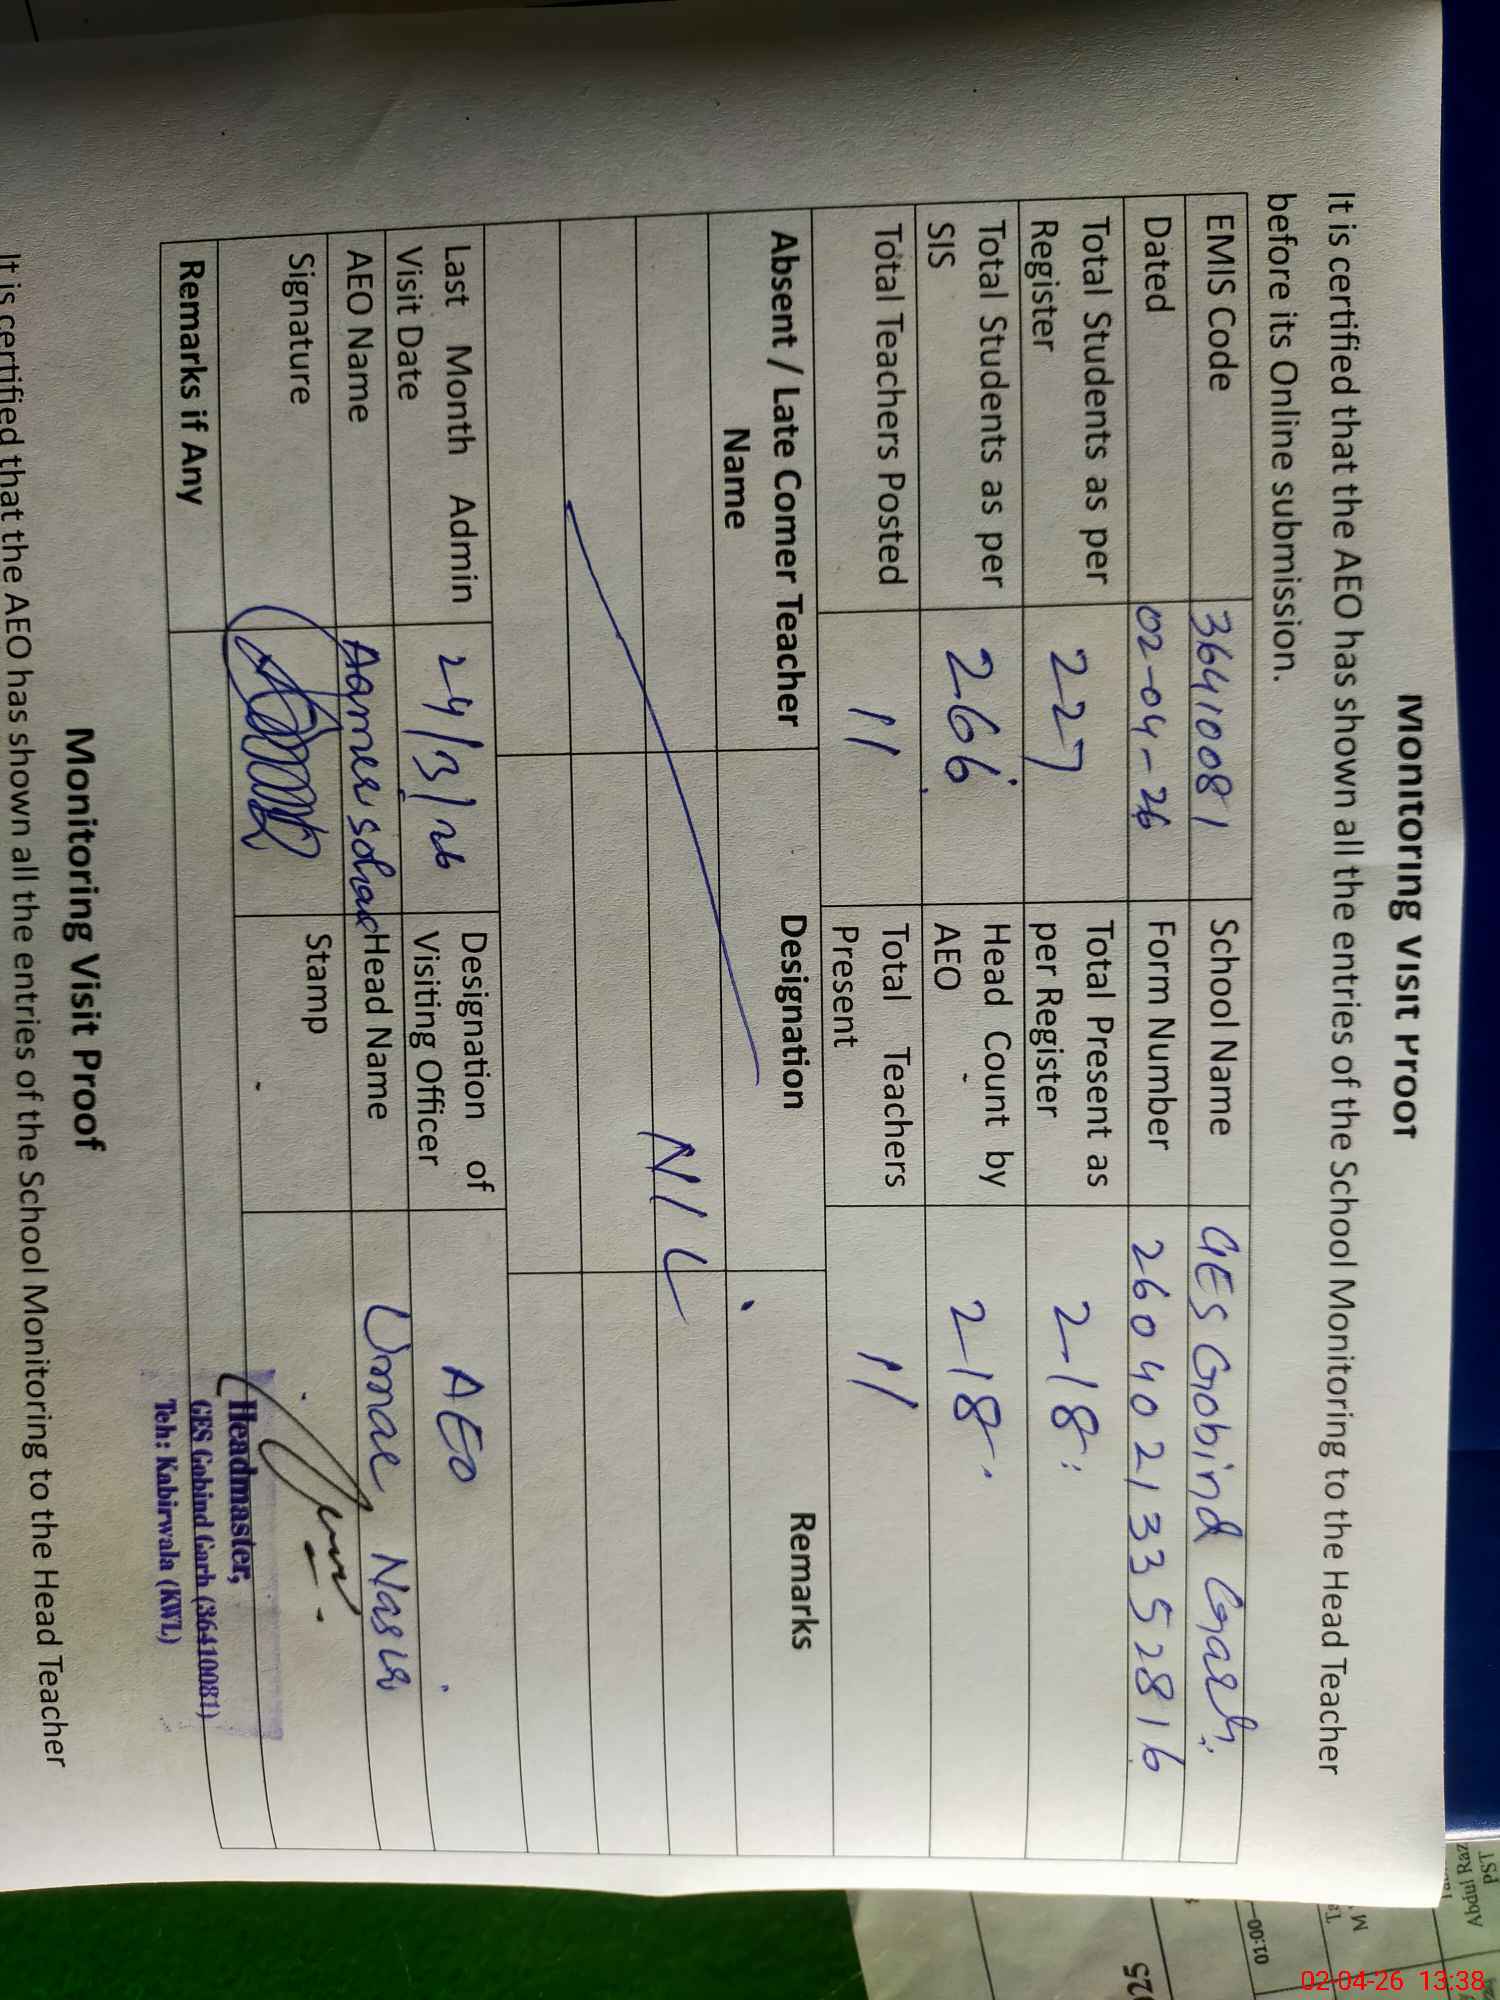 Monitoring Visit Proof
It is certified that the AEO has shown all the entries of the School Monitoring to the Head Teacher
before its Online submission.
EMIS Code 36410081 School Name GES Gobind Garh
Dated 02-04-26 Form Number 26040213352816
Total Students as per Register 227 Total Present as per Register 218
Total Students as per SIS 266 Head Count by AEO 218
Total Teachers Posted 11 Total Teachers Present 11
Absent / Late Comer Teacher Name Designation Remarks
NIL
Last Month Admin Visit Date 24/3/26 Designation of Visiting Officer AEO
AEO Name Aamer Head Name Umar Nasir
Signature Stamp
Headmaster,
GES Gobind Garh (36410081)
Teh: Kabirwala (KWL)
Remarks if Any
Monitoring Visit Proof
It is certified that the AEO has shown all the entries of the School Monitoring to the Head Teacher
PST
01:00
02-04-26 13:38